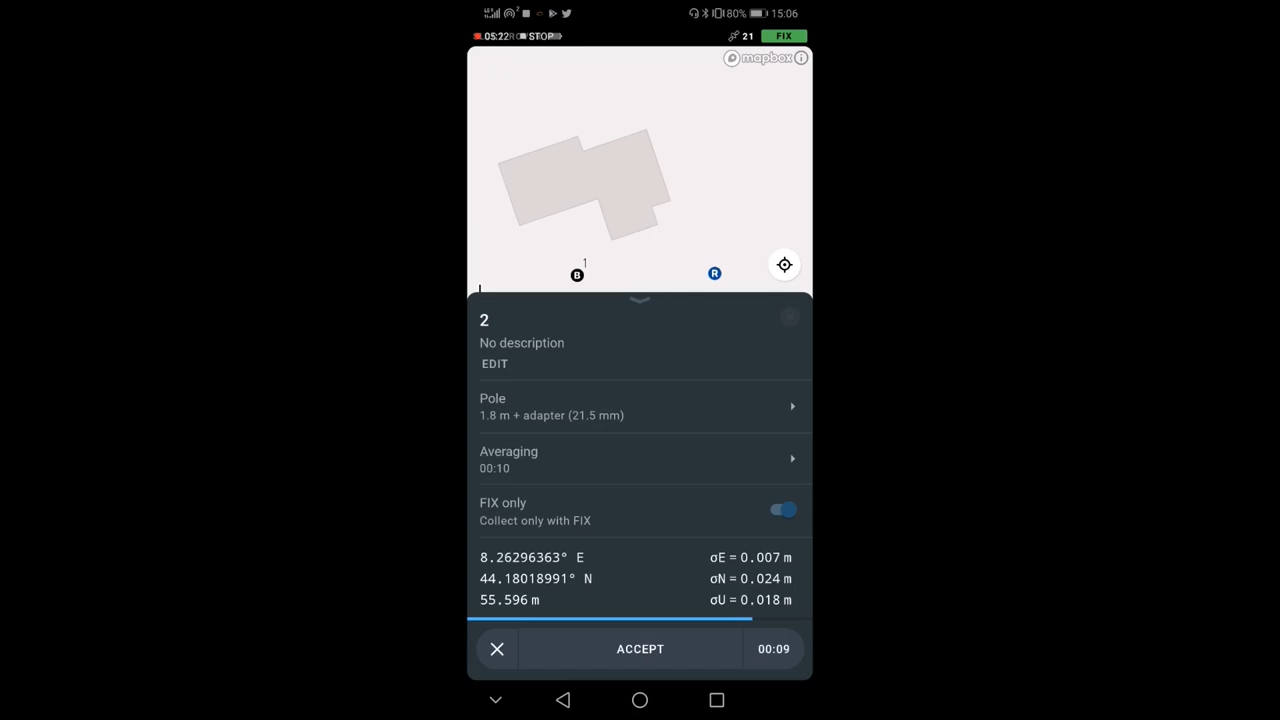 80% 15:06
05:22 STOP 21 FIX
mapbox
1
B R
2
No description
EDIT
Pole
1.8 m + adapter (21.5 mm)
Averaging
00:10
FIX only
Collect only with FIX
8.26296363° E σE = 0.007 m
44.18018991° N σN = 0.024 m
55.596 m σU = 0.018 m
ACCEPT 00:09